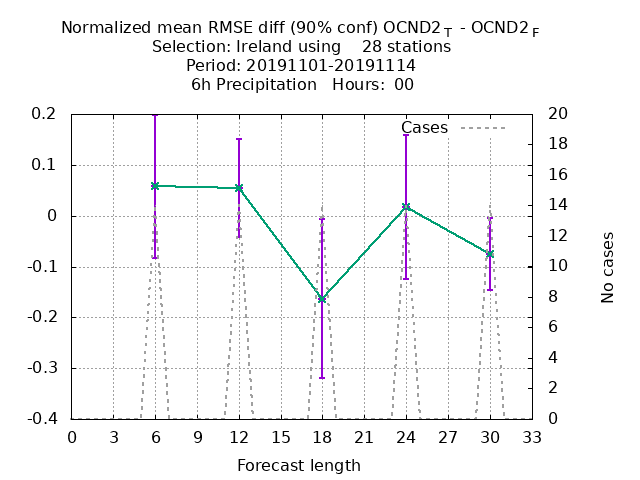 Normalized mean RMSE diff (90% conf) OCND2 T - OCND2 F
Selection: Ireland using    28 stations
Period: 20191101-20191114
6h Precipitation   Hours:  00
Cases
0.2
0.1
0
-0.1
-0.2
-0.3
-0.4
20
18
16
14
12
10
8
6
4
2
0
No cases
0 3 6 9 12 15 18 21 24 27 30 33
Forecast length